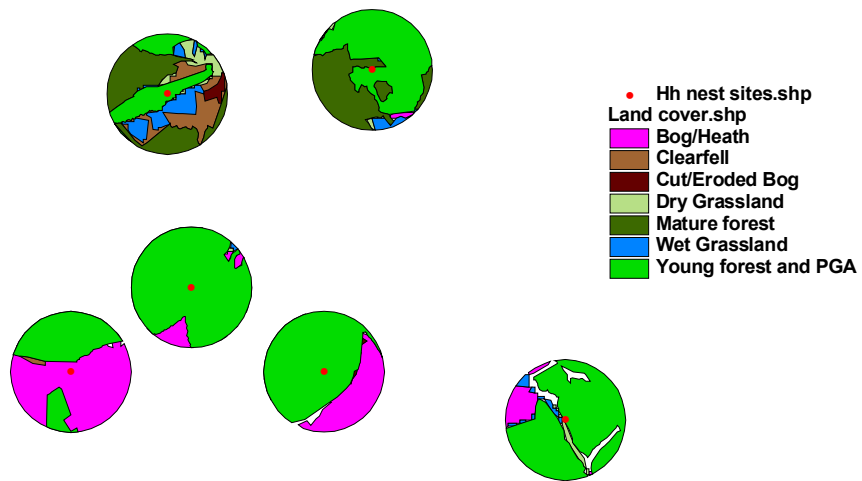 Hh nest sites.shp
Land cover.shp
Bog/Heath
Clearfell
Cut/Eroded Bog
Dry Grassland
Mature forest
Wet Grassland
Young forest and PGA